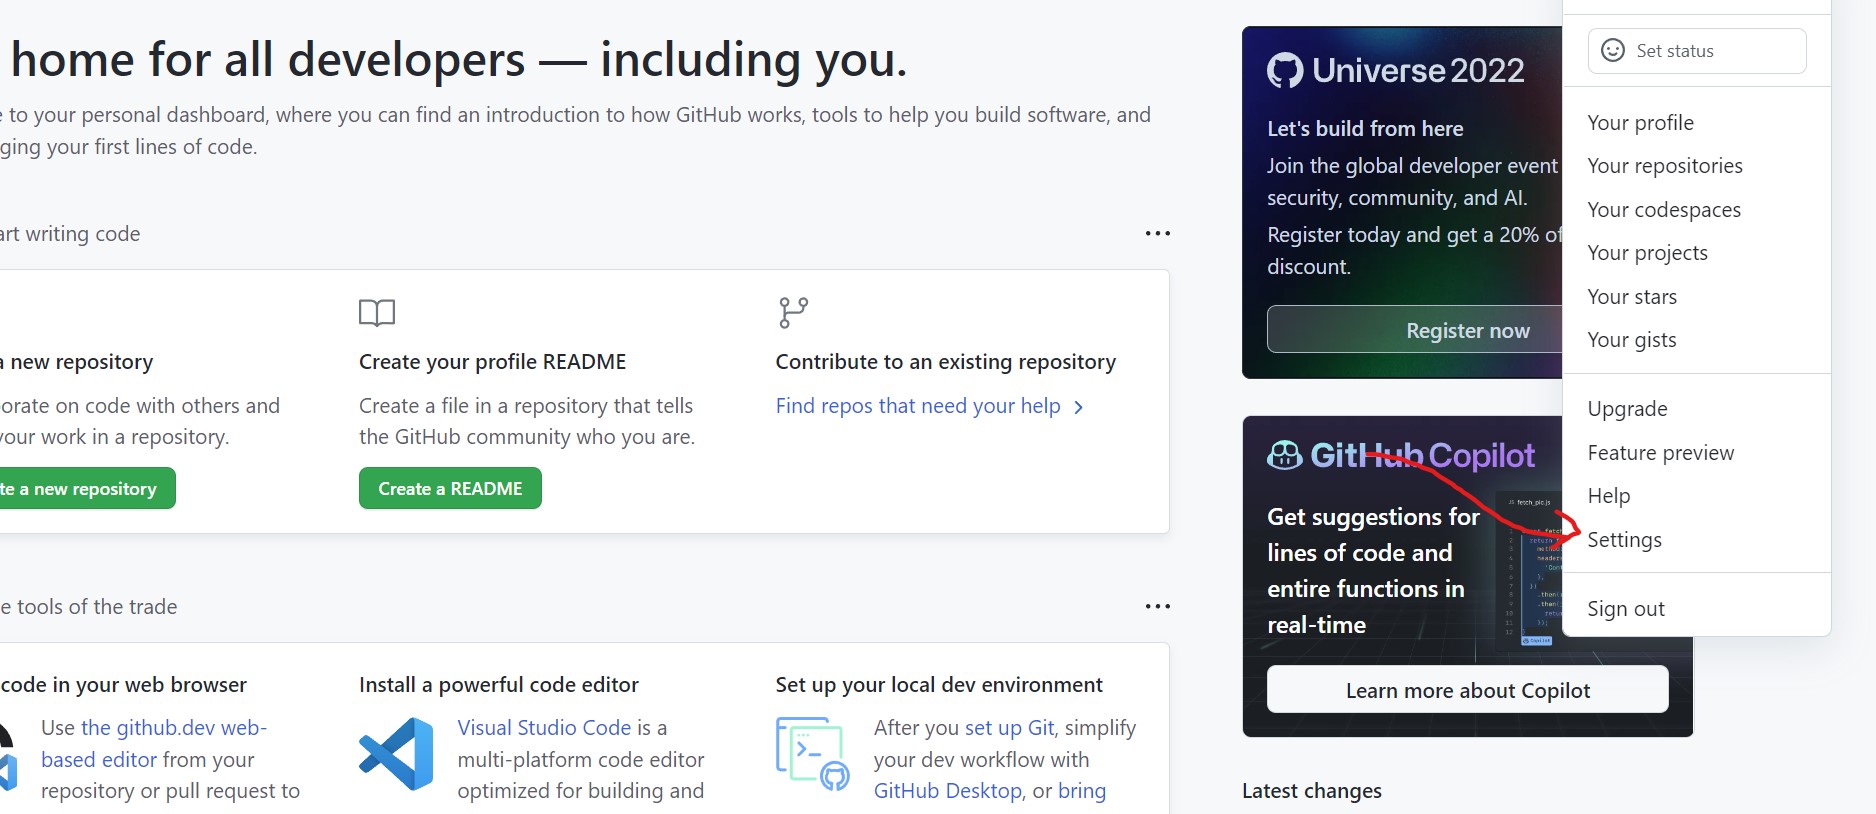 home for all developers — including you.
to your personal dashboard, where you can find an introduction to how GitHub works, tools to help you build software, and
ging your first lines of code.
art writing code
a new repository
orate on code with others and
your work in a repository.
te a new repository
Create your profile README
Create a file in a repository that tells
the GitHub community who you are.
Create a README
Contribute to an existing repository
Find repos that need your help
e tools of the trade
code in your web browser
Use the github.dev web-
based editor from your
repository or pull request to
Install a powerful code editor
Visual Studio Code is a
multi-platform code editor
optimized for building and
Set up your local dev environment
After you set up Git, simplify
your dev workflow with
GitHub Desktop, or bring
Universe 2022
Let's build from here
Join the global developer event
security, community, and AI.
Register today and get a 20% of
discount.
Register now
GitHub Copilot
Get suggestions for
lines of code and
entire functions in
real-time
fetch_pic.js
Learn more about Copilot
Latest changes
Set status
Your profile
Your repositories
Your codespaces
Your projects
Your stars
Your gists
Upgrade
Feature preview
Help
Settings
Sign out